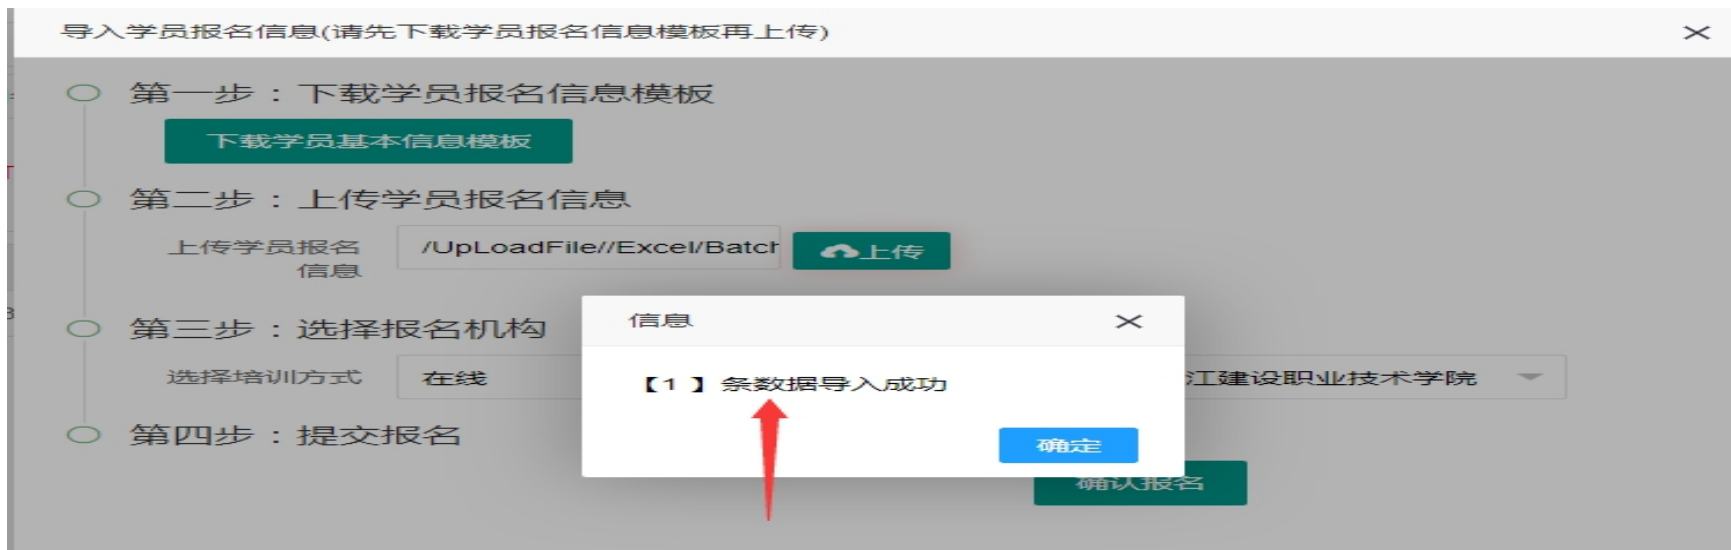 导入学员报名信息(请先下载学员报名信息模板再上传)
第一步：下载学员报名信息模板
下载学员基本信息模板
第二步：上传学员报名信息
上传学员报名
信息
/UpLoadFile//Excel/Batch
上传
第三步：选择报名机构
选择培训方式
在线
江建设职业技术学院
信息
【1 】条数据导入成功
确定
第四步：提交报名
确认报名